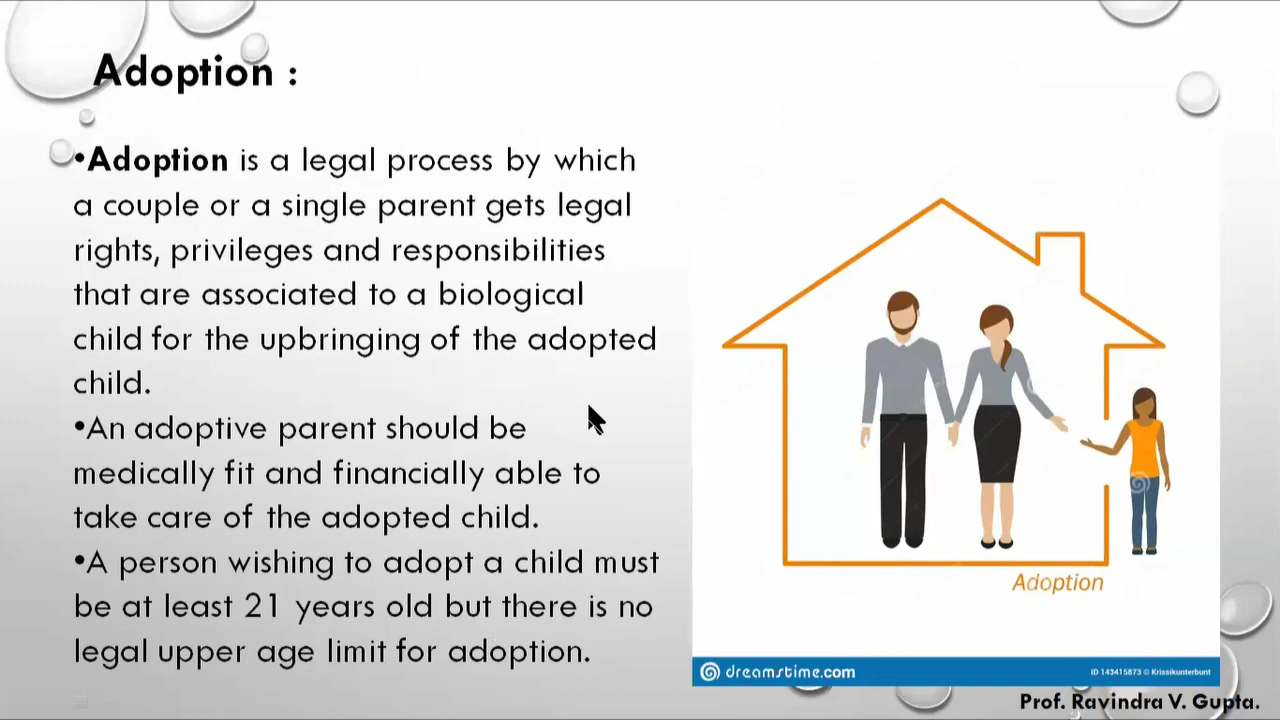 Adoption :
•Adoption is a legal process by which
a couple or a single parent gets legal
rights, privileges and responsibilities
that are associated to a biological
child for the upbringing of the adopted
child.
•An adoptive parent should be
medically fit and financially able to
take care of the adopted child.
•A person wishing to adopt a child must
be at least 21 years old but there is no
legal upper age limit for adoption.
Adoption
dreamstime.com
ID 143415873 © Krissikunterbunt
Prof. Ravindra V. Gupta.